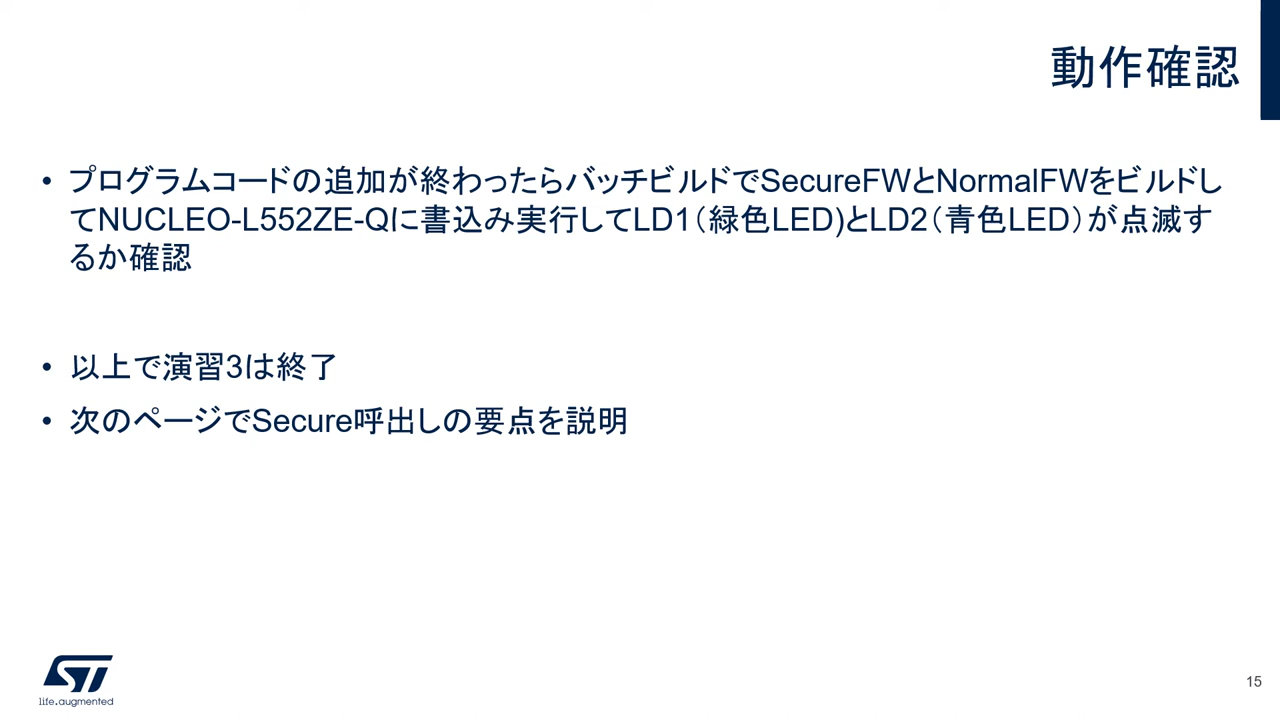 動作確認
• プログラムコードの追加が終わったらバッチビルドでSecureFWとNormalFWをビルドし
てNUCLEO-L552ZE-Qに書込み実行してLD1（緑色LED)とLD2（青色LED）が点滅す
るか確認
• 以上で演習3は終了
• 次のページでSecure呼出しの要点を説明
ST
life.augmented
15